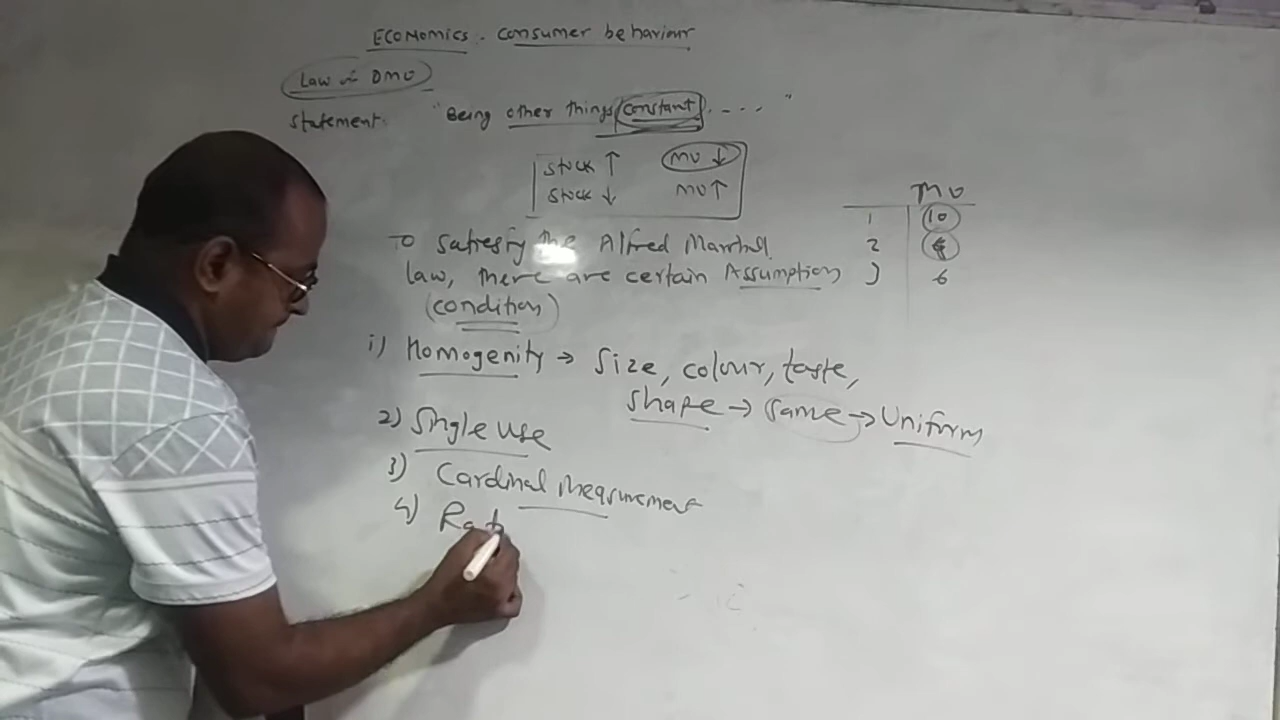 ECONOMICS. Consumer behaviour
Law of DMU
Statement: "Being other things constant, - - - - "
Stock ↑ MU ↓
Stock ↓ MU ↑
MU
1 10
2
3 6
To satisfy the Alfred Marshal
law, there are certain Assumption
(condition)
1) Homogenity → Size, colour, taste,
shape → same → Uniform
2) Single use
3) Cardinal measurement
4) Rat